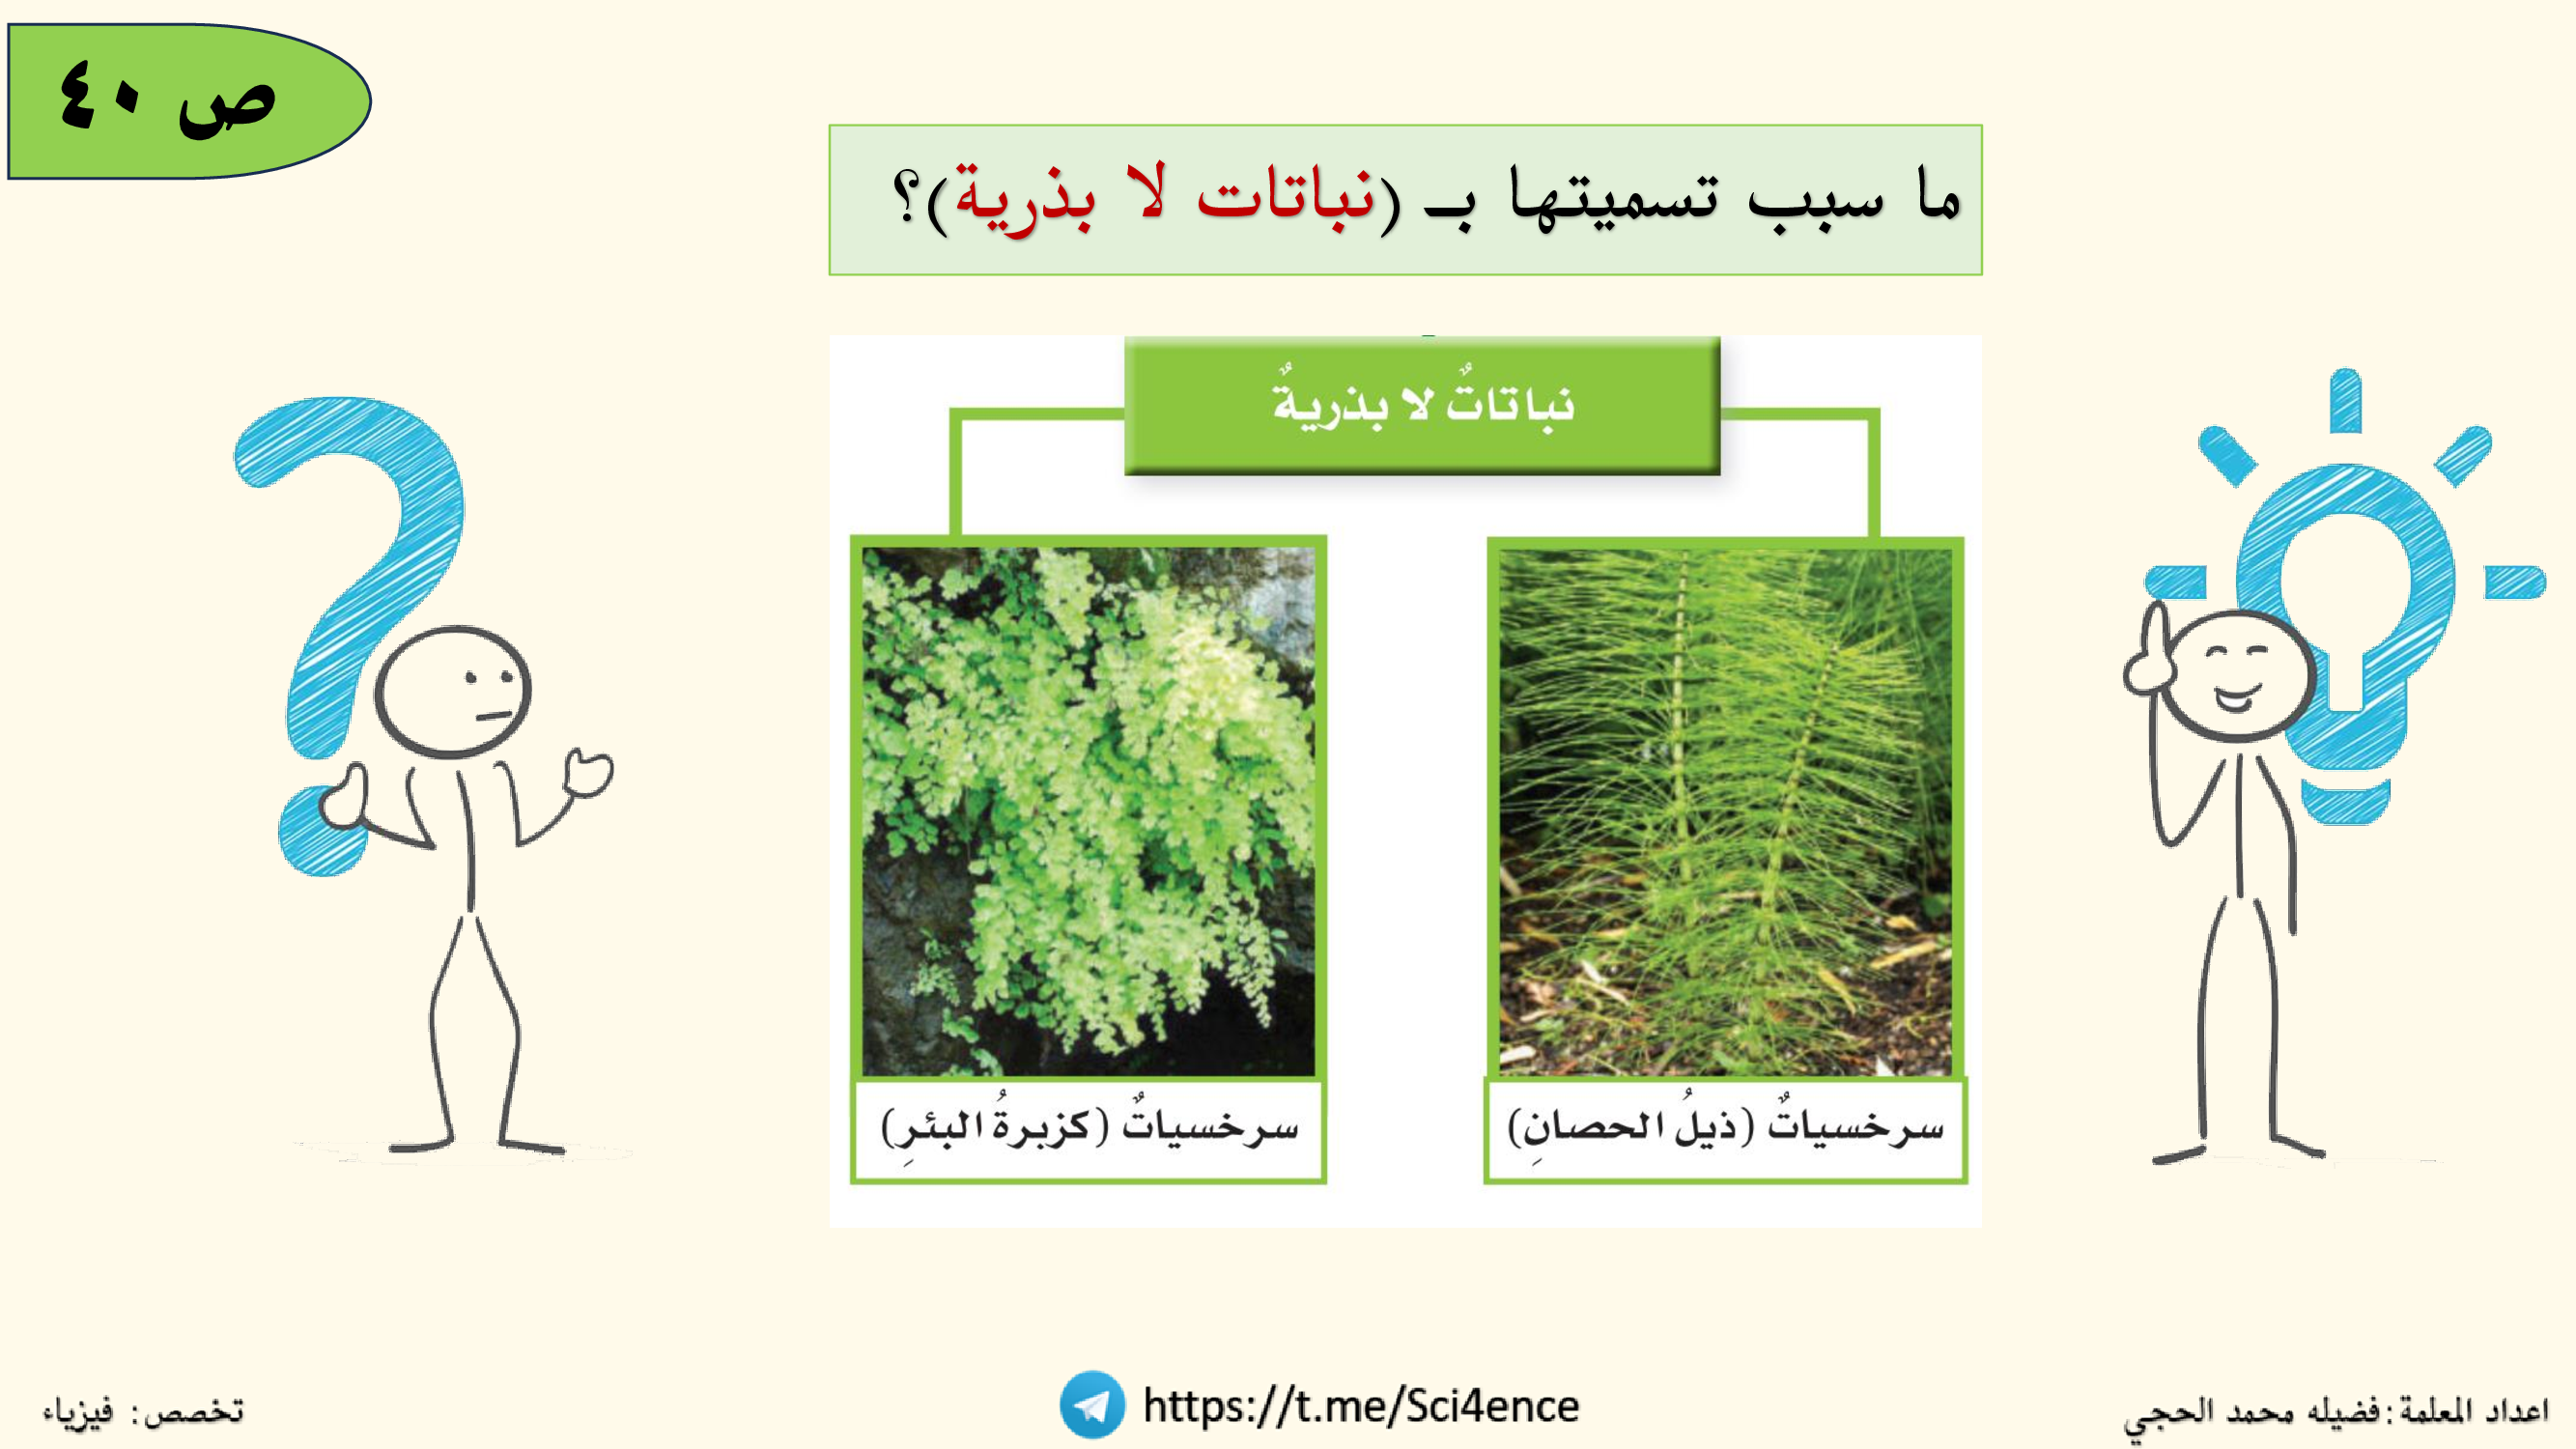 ص ٤٠
ما سبب تسميتها بـ (نباتات لا بذرية)؟
نباتاتٌ لا بذريةٌ
سرخسياتٌ (ذيلُ الحصانِ)
سرخسياتٌ (كزبرةُ البئرِ)
اعداد المعلمة:فضيله محمد الحجي
https://t.me/Sci4ence
تخصص: فيزياء